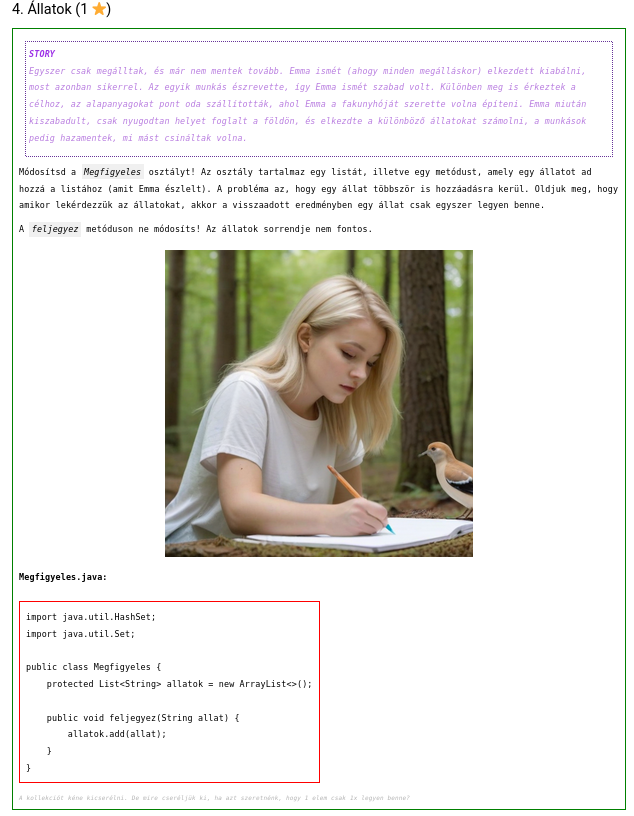 4. Állatok (1 ⭐)
STORY
Egyszer csak megálltak, és már nem mentek tovább. Emma ismét (ahogy minden megálláskor) elkezdett kiabálni,
most azonban sikerrel. Az egyik munkás észrevette, így Emma ismét szabad volt. Különben meg is érkeztek a
célhoz, az alapanyagokat pont oda szállították, ahol Emma a fakunyhóját szerette volna építeni. Emma miután
kiszabadult, csak nyugodtan helyet foglalt a földön, és elkezdte a különböző állatokat számolni, a munkások
pedig hazamentek, mi mást csináltak volna.
Módosítsd a Megfigyeles osztályt! Az osztály tartalmaz egy listát, illetve egy metódust, amely egy állatot ad
hozzá a listához (amit Emma észlelt). A probléma az, hogy egy állat többször is hozzáadásra kerül. Oldjuk meg, hogy
amikor lekérdezzük az állatokat, akkor a visszaadott eredményben egy állat csak egyszer legyen benne.
A feljegyez metóduson ne módosíts! Az állatok sorrendje nem fontos.
Megfigyeles.java:
import java.util.HashSet;
import java.util.Set;
public class Megfigyeles {
    protected List<String> allatok = new ArrayList<>();
    public void feljegyez(String allat) {
        allatok.add(allat);
    }
}
A kollekciót kéne kicserélni. De mire cseréljük ki, ha azt szeretnénk, hogy 1 elem csak 1x legyen benne?